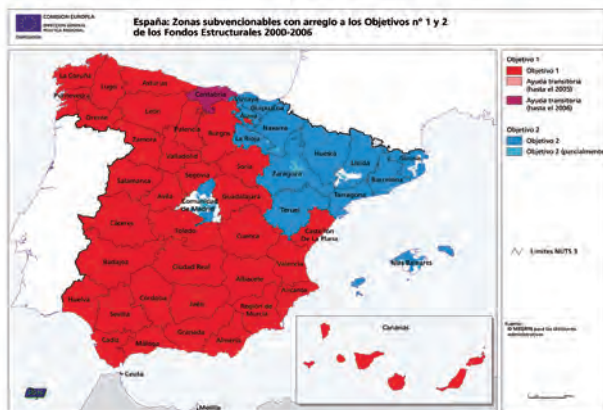 COMISIÓN EUROPEA
DIRECCIÓN GENERAL
POLÍTICA REGIONAL
España: Zonas subvencionables con arreglo a los Objetivos nº 1 y 2
de los Fondos Estructurales 2000-2006
Objetivo 1
Objetivo 1
Ayuda transitoria
(hasta el 2005)
Ayuda transitoria
(hasta el 2006)
Objetivo 2
Objetivo 2
Objetivo 2 (parcialmente)
Límites NUTS 3
La Coruña
Lugo
Asturias
Cantabria
Vizcaya
Guipúzcoa
Álava
Navarra
Pontevedra
Orense
León
Palencia
Burgos
La Rioja
Huesca
Lleida
Girona
Zamora
Valladolid
Soria
Zaragoza
Barcelona
Tarragona
Salamanca
Segovia
Ávila
Comunidad
de Madrid
Guadalajara
Teruel
Castellón
De La Plana
Cáceres
Toledo
Cuenca
Valencia
Illes Balears
Badajoz
Ciudad Real
Albacete
Alicante
Huelva
Sevilla
Córdoba
Jaén
Región de
Murcia
Cádiz
Málaga
Granada
Almería
Ceuta
Melilla
Canarias